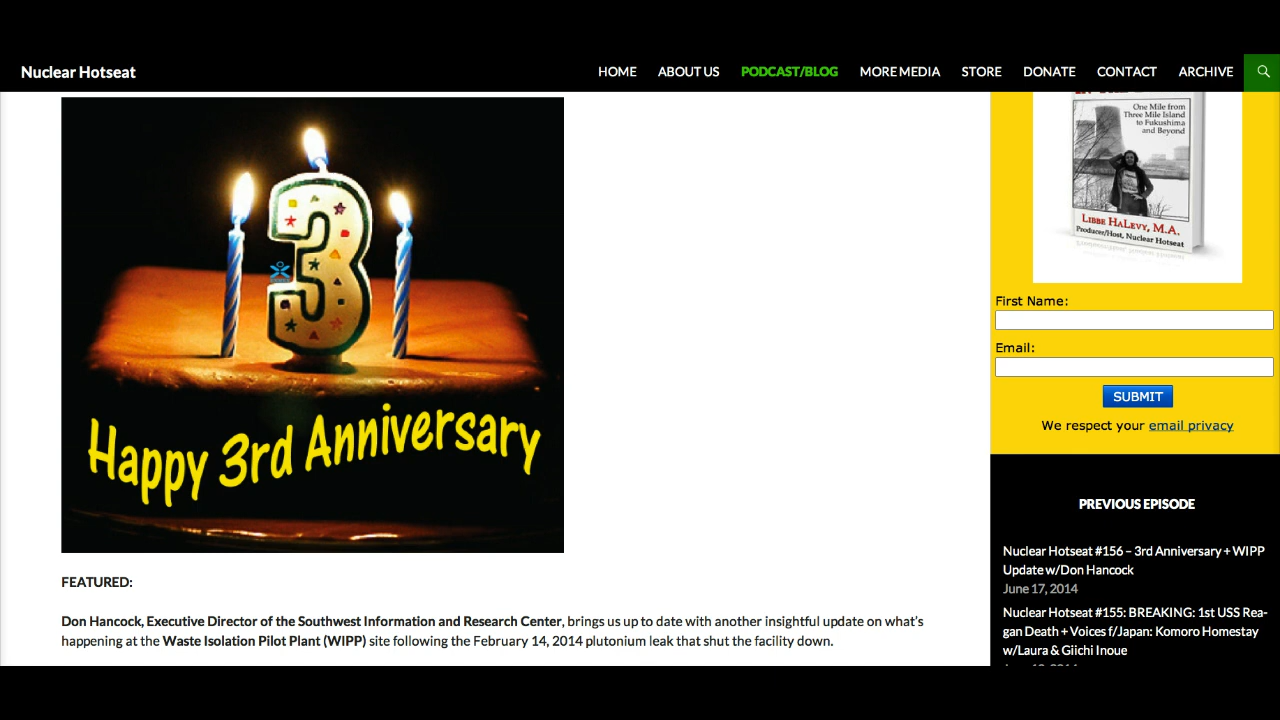 Nuclear Hotseat
HOME ABOUT US PODCAST/BLOG MORE MEDIA STORE DONATE CONTACT ARCHIVE
3
Happy 3rd Anniversary
FEATURED:
Don Hancock, Executive Director of the Southwest Information and Research Center, brings us up to date with another insightful update on what's
happening at the Waste Isolation Pilot Plant (WIPP) site following the February 14, 2014 plutonium leak that shut the facility down.
One Mile from
Three Mile Island
to Fukushima
and Beyond
LIBBE HALEVY, M.A.
Producer/Host, Nuclear Hotseat
First Name:
Email:
SUBMIT
We respect your email privacy
PREVIOUS EPISODE
Nuclear Hotseat #156 – 3rd Anniversary + WIPP
Update w/Don Hancock
June 17, 2014
Nuclear Hotseat #155: BREAKING: 1st USS Rea-
gan Death + Voices f/Japan: Komoro Homestay
w/Laura & Giichi Inoue